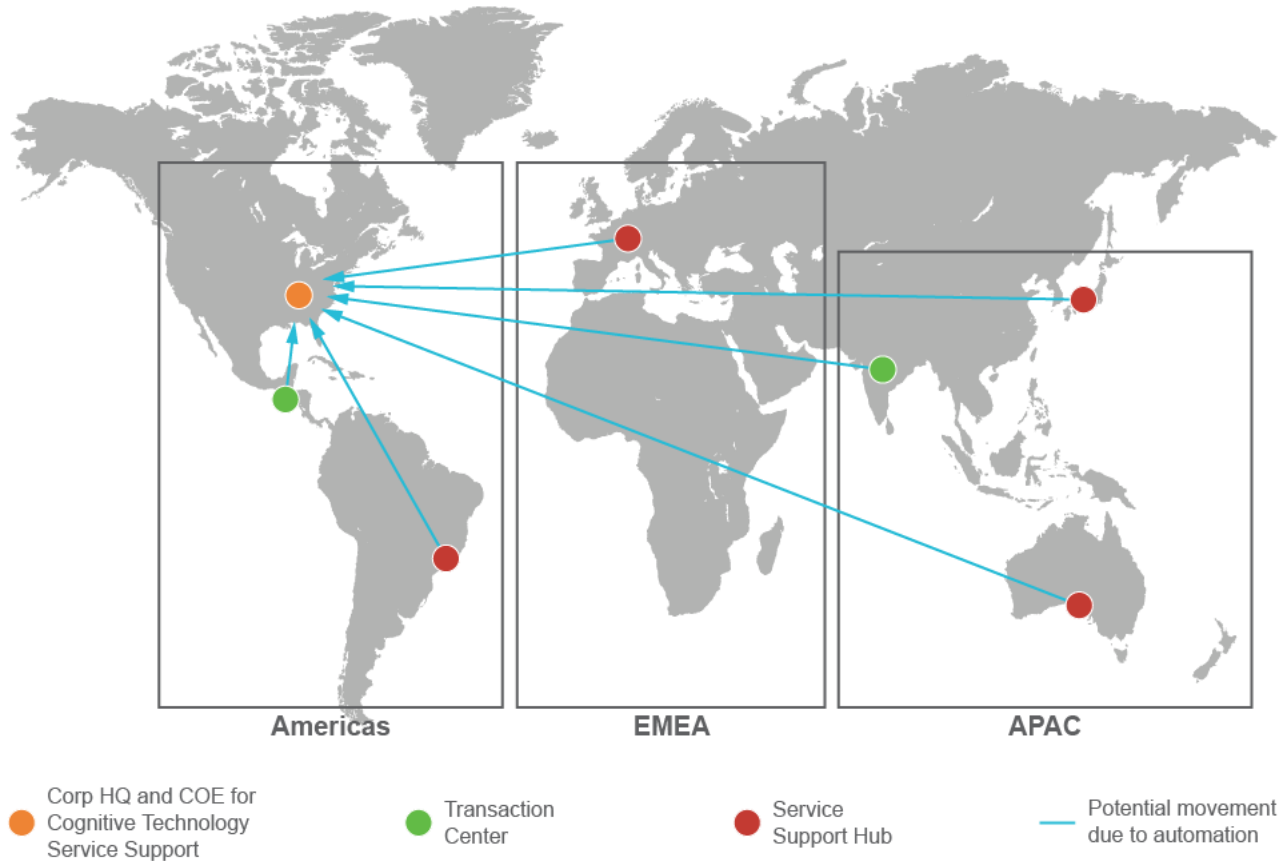 Americas
EMEA
APAC
Corp HQ and COE for
Cognitive Technology
Service Support
Transaction
Center
Service
Support Hub
Potential movement
due to automation